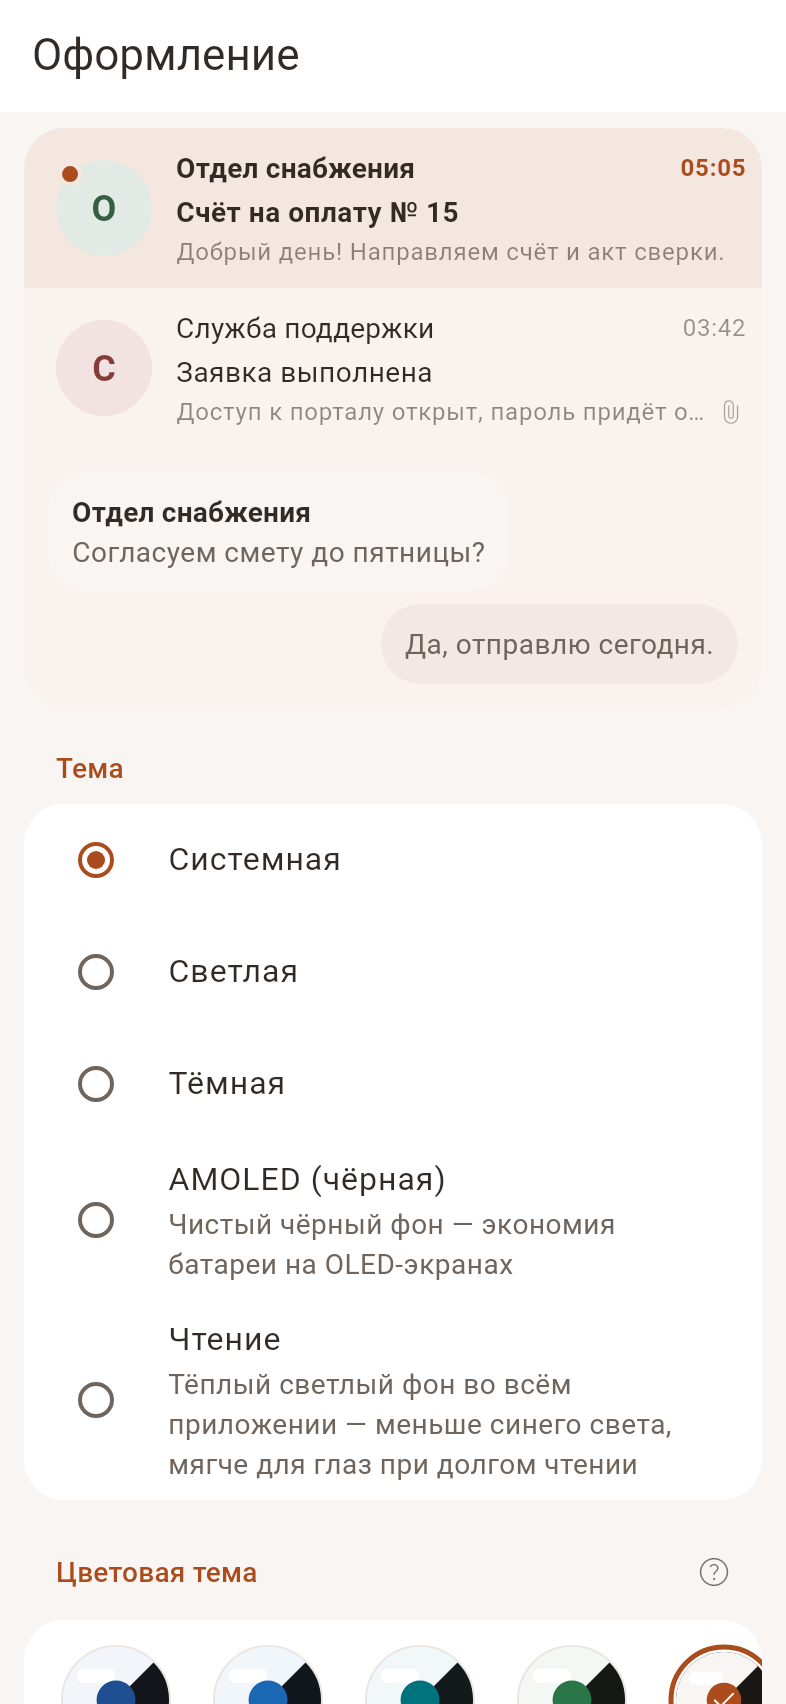 Оформление
О
Отдел снабжения
05:05
Счёт на оплату № 15
Добрый день! Направляем счёт и акт сверки.
С
Служба поддержки
03:42
Заявка выполнена
Доступ к порталу открыт, пароль придёт о...
Отдел снабжения
Согласуем смету до пятницы?
Да, отправлю сегодня.
Тема
Системная
Светлая
Тёмная
AMOLED (чёрная)
Чистый чёрный фон — экономия
батареи на OLED-экранах
Чтение
Тёплый светлый фон во всём
приложении — меньше синего света,
мягче для глаз при долгом чтении
Цветовая тема
?